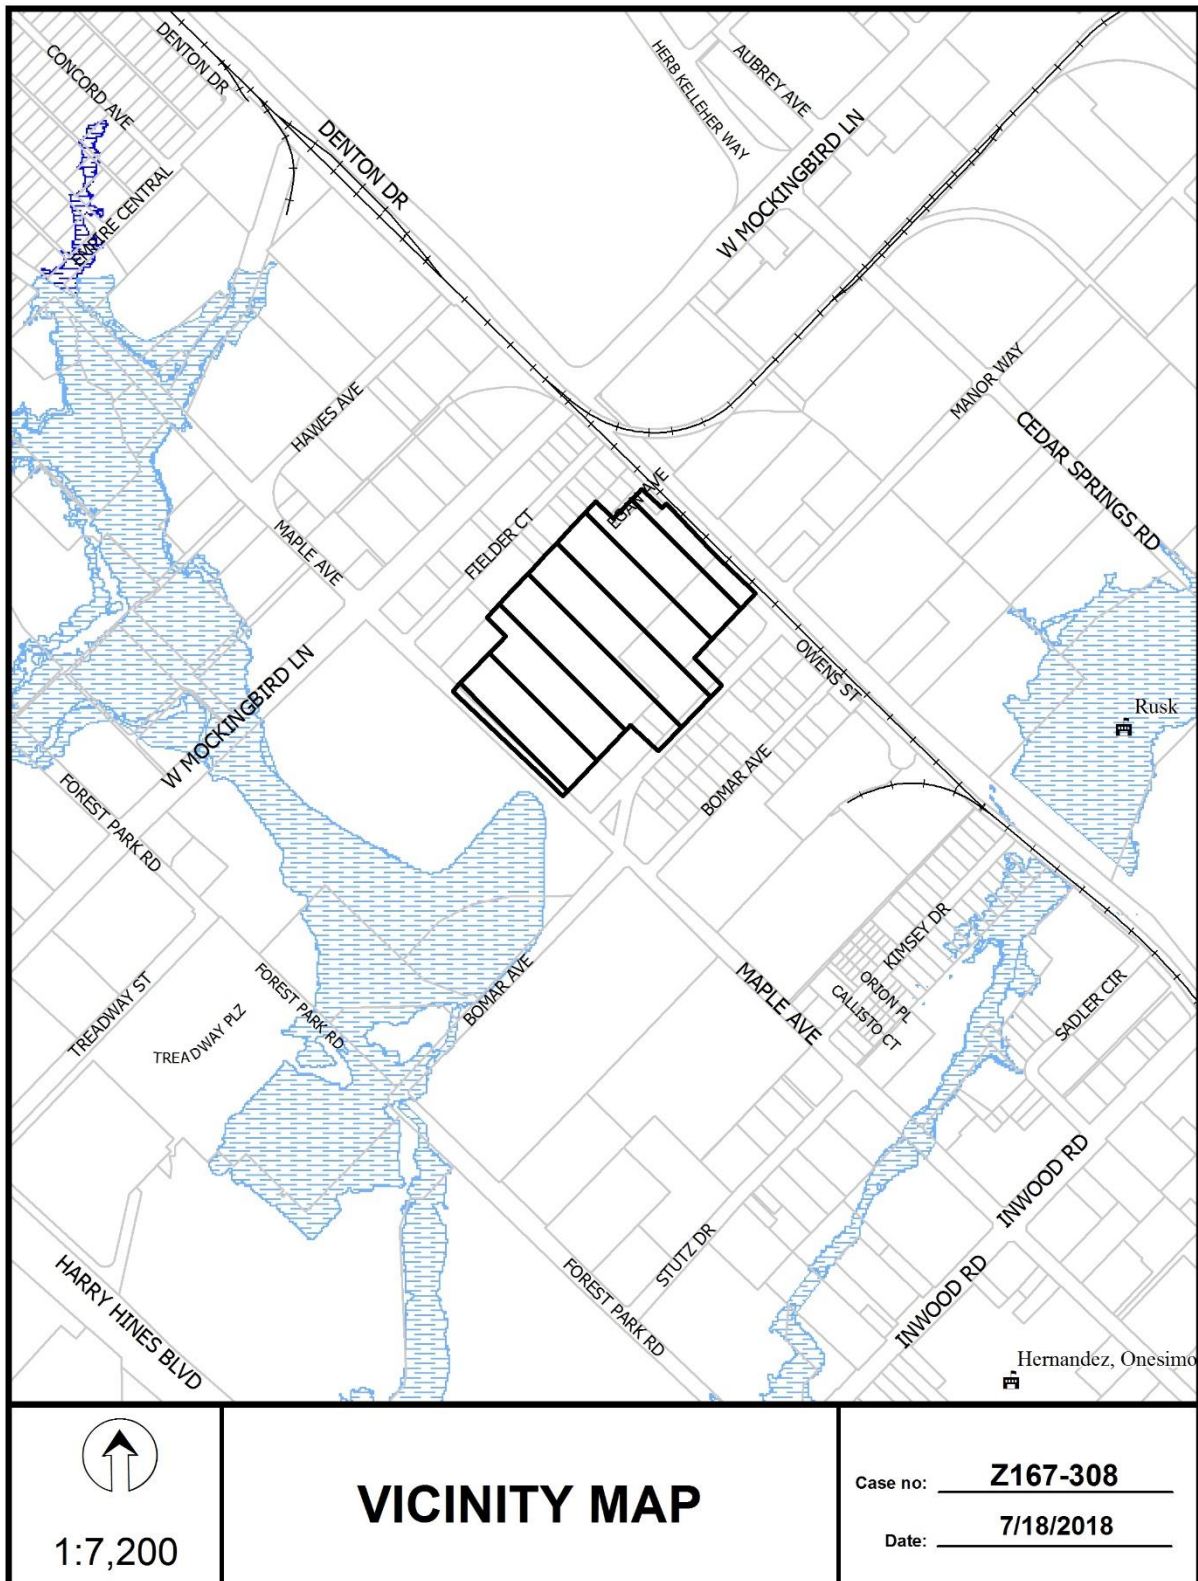 CONCORD AVE
DENTON DR
HERB KELLEHER WAY
AUBREY AVE
DENTON DR
W MOCKINGBIRD LN
EMPIRE CENTRAL
HAWES AVE
MANOR WAY
CEDAR SPRINGS RD
EGAN AVE
FIELDER CT
MAPLE AVE
OWENS ST
Rusk
W MOCKINGBIRD LN
BOMAR AVE
FOREST PARK RD
KIMSEY DR
ORION PL
CALLISTO CT
MAPLE AVE
SADLER CIR
BOMAR AVE
FOREST PARK RD
TREADWAY ST
TREADWAY PLZ
INWOOD RD
STUTZ DR
INWOOD RD
FOREST PARK RD
HARRY HINES BLVD
Hernandez, Onesimo
1:7,200
VICINITY MAP
Case no: Z167-308
Date: 7/18/2018